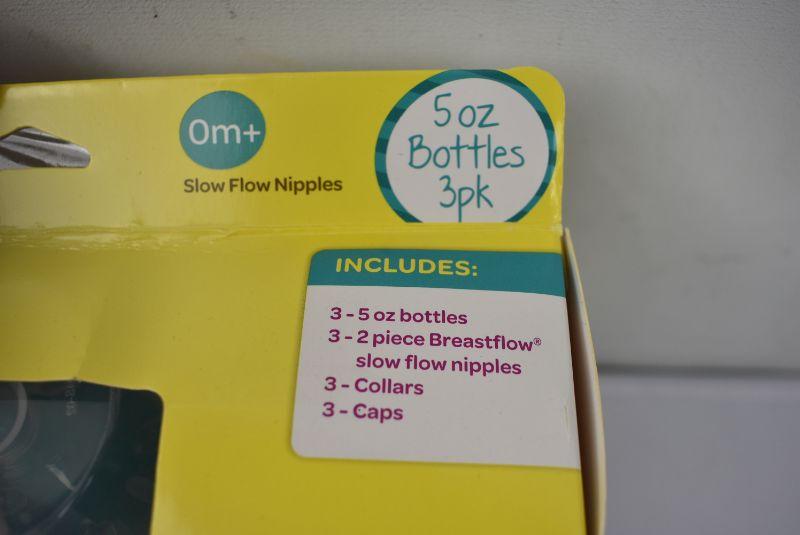 0m+
Slow Flow Nipples
5 oz
Bottles
3pk
INCLUDES:
3 - 5 oz bottles
3 - 2 piece Breastflow®
slow flow nipples
3 - Collars
3 - Caps